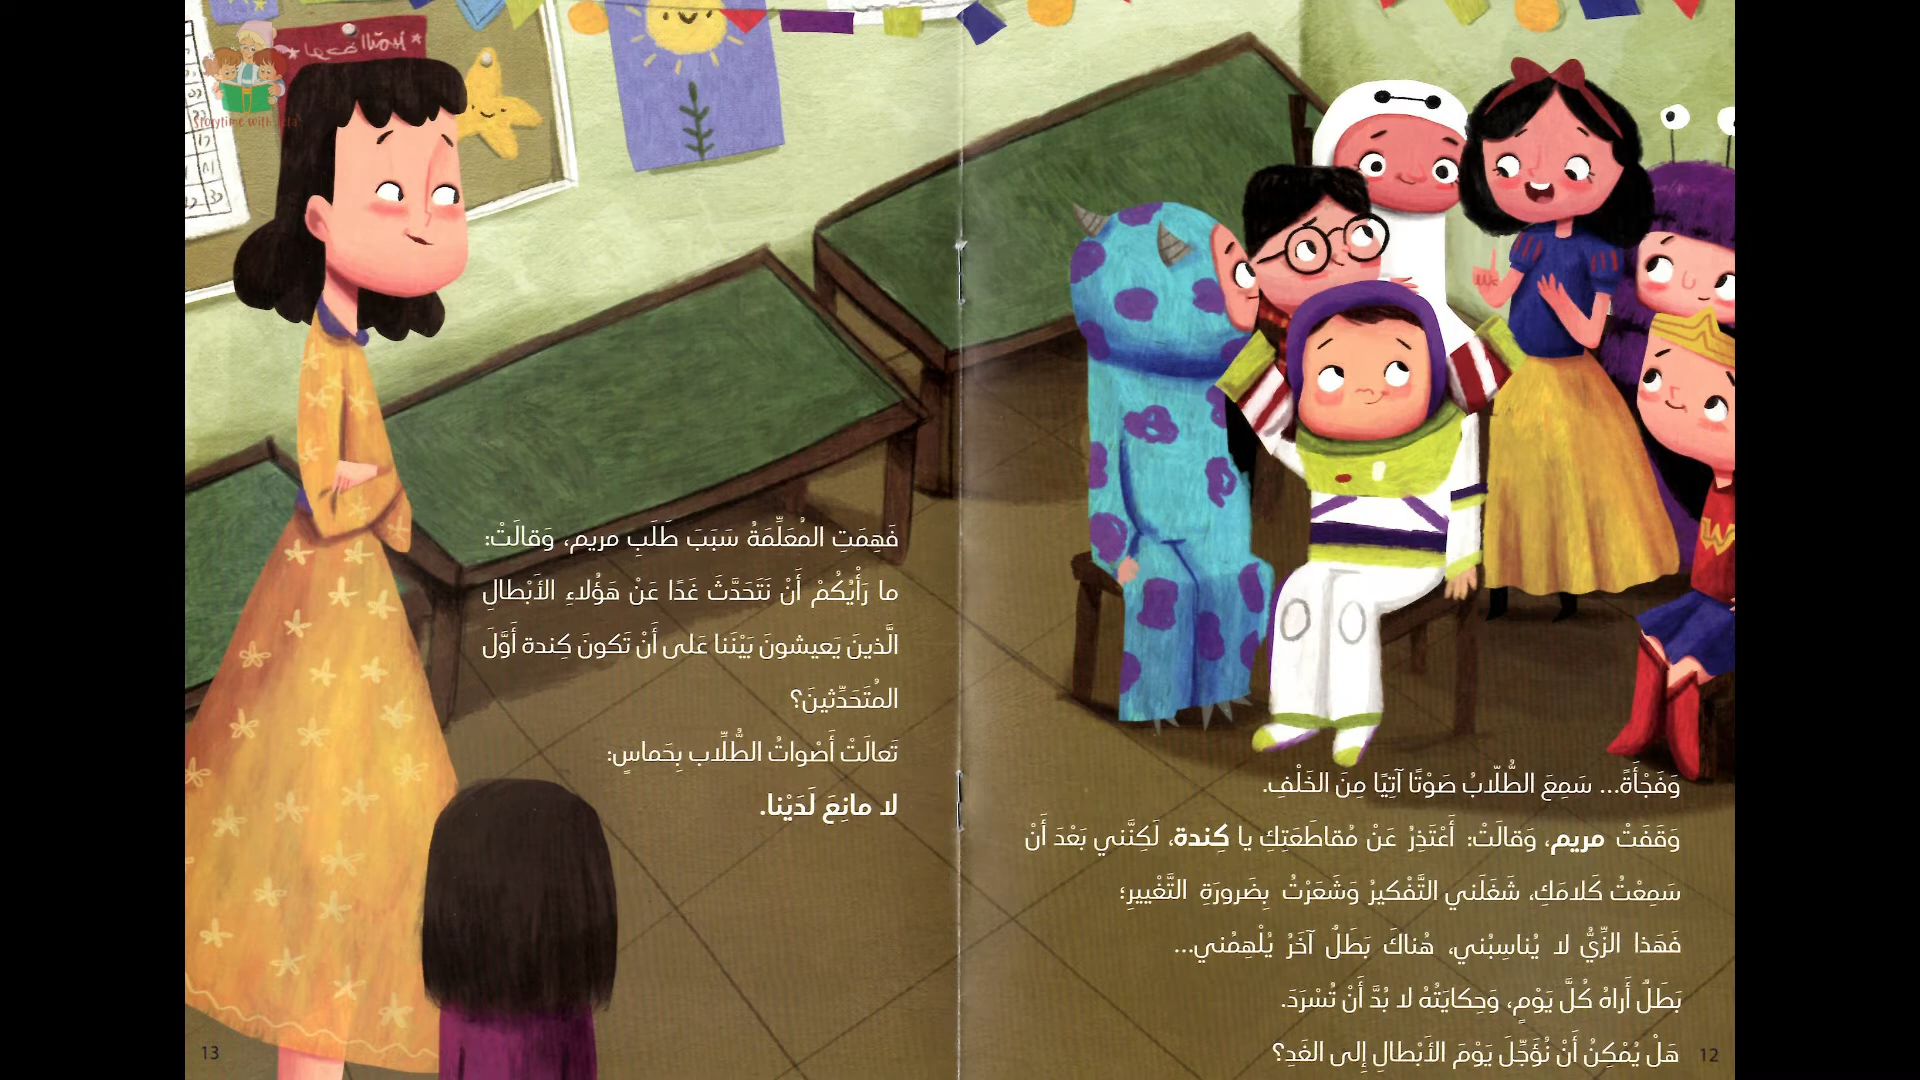 وَفَجْأَةً... سَمِعَ الطُّلّابُ صَوْتًا آتِيًا مِنَ الخَلْفِ.
وَقَفَتْ مريم، وَقالَتْ: أَعْتَذِرُ عَنْ مُقاطَعَتِكِ يا كِندة، لَكِنَّني بَعْدَ أَنْ
سَمِعْتُ كَلامَكِ، شَغَلَني التَّفْكيرُ وَشَعَرْتُ بِضَرورَةِ التَّغْييرِ؛
فَهَذا الزِّيُّ لا يُناسِبُني، هُناكَ بَطَلٌ آخَرُ يُلْهِمُني...
بَطَلٌ أَراهُ كُلَّ يَوْمٍ، وَحِكايَتُهُ لا بُدَّ أَنْ تُسْرَدَ.
هَلْ يُمْكِنُ أَنْ نُؤَجِّلَ يَوْمَ الأَبْطالِ إِلى الغَدِ؟
12
فَهِمَتِ المُعَلِّمَةُ سَبَبَ طَلَبِ مريم، وَقالَتْ:
ما رَأْيُكُمْ أَنْ نَتَحَدَّثَ غَدًا عَنْ هَؤُلاءِ الأَبْطالِ
الَّذينَ يَعيشونَ بَيْنَنا عَلى أَنْ تَكونَ كِندة أَوَّلَ
المُتَحَدِّثينَ؟
تَعالَتْ أَصْواتُ الطُّلّاب بِحَماسٍ:
لا مانِعَ لَدَيْنا.
13
Storytime with